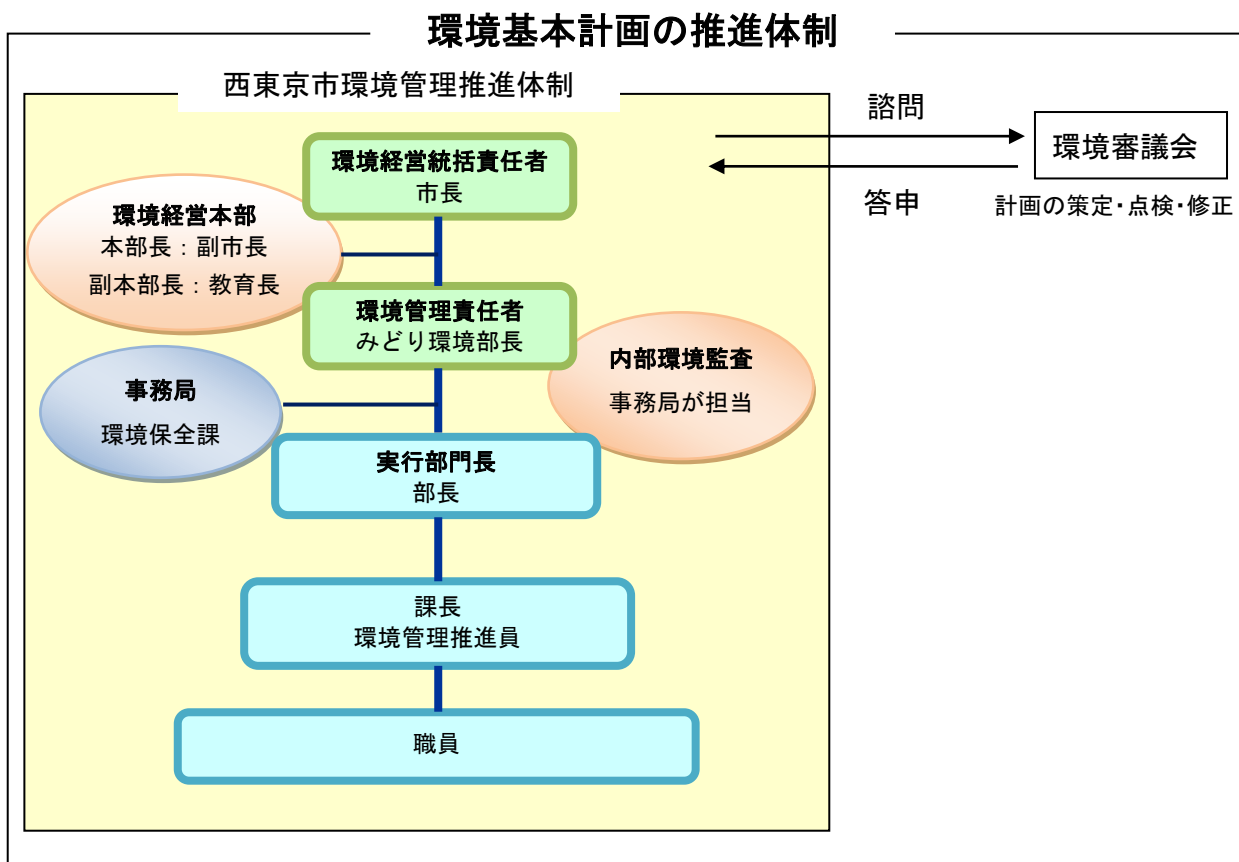 環境基本計画の推進体制
西東京市環境管理推進体制
環境経営統括責任者
市長
環境経営本部
本部長：副市長
副本部長：教育長
環境管理責任者
みどり環境部長
内部環境監査
事務局が担当
事務局
環境保全課
実行部門長
部長
課長
環境管理推進員
職員
諮問
答申
環境審議会
計画の策定・点検・修正